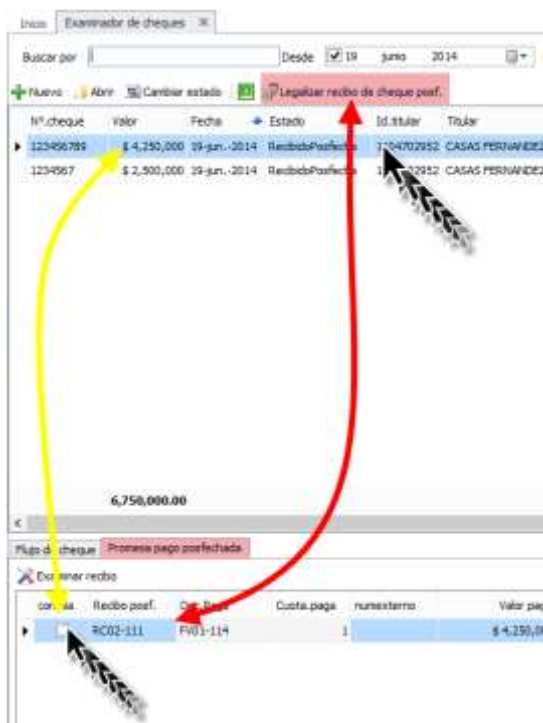 Inicio Examinador de cheques
Buscar por Desde 19 junio 2014
Nuevo Abrir Cambiar estado Legalizar recibo de cheque posf.
Nº.cheque Valor Fecha Estado Id.titular Titular
123456789 $ 4,250,000 19-jun.-2014 RecibidoPosfecha CASAS FERNANDEZ
1234567 $ 2,500,000 19-jun.-2014 RecibidoPosfecha CASAS FERNANDEZ
6,750,000.00
Flujo de cheque Promesa pago posfechada
Examinar recibo
Recibo posf. Cuota.paga numexterno Valor pag
RC02-111 FV01-114 1 $ 4,250,0